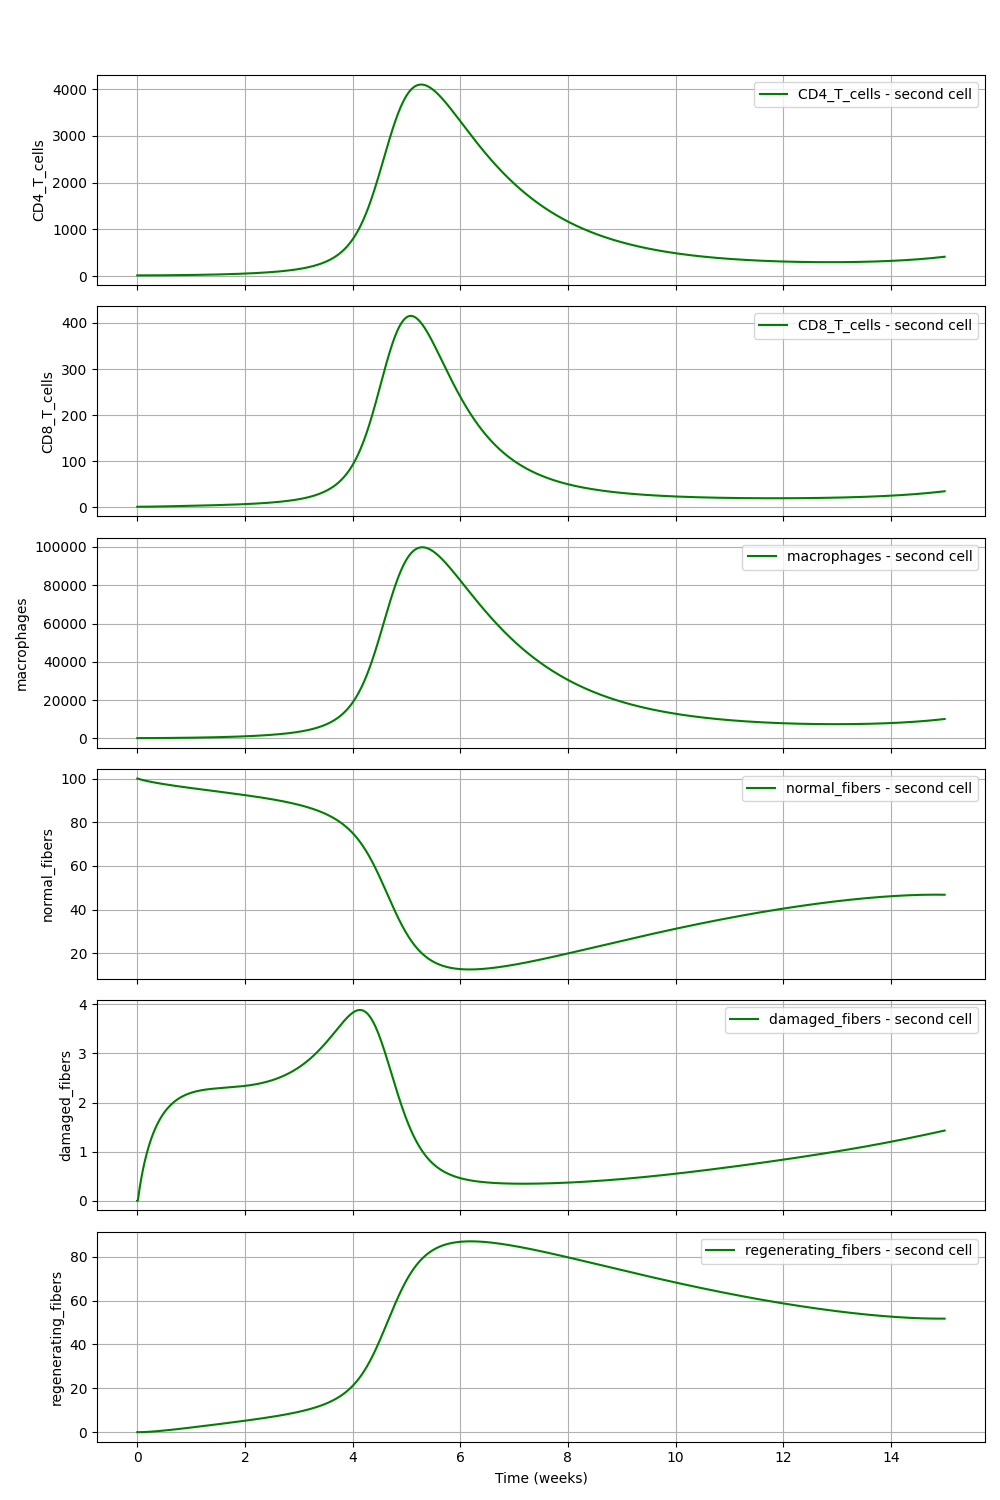 CD4_T_cells - second cell
4000
3000
2000
1000
0
CD4_T_cells
CD8_T_cells - second cell
400
300
200
100
0
CD8_T_cells
macrophages - second cell
100000
80000
60000
40000
20000
0
macrophages
normal_fibers - second cell
100
80
60
40
20
normal_fibers
damaged_fibers - second cell
4
3
2
1
0
damaged_fibers
regenerating_fibers - second cell
80
60
40
20
0
regenerating_fibers
0 2 4 6 8 10 12 14
Time (weeks)